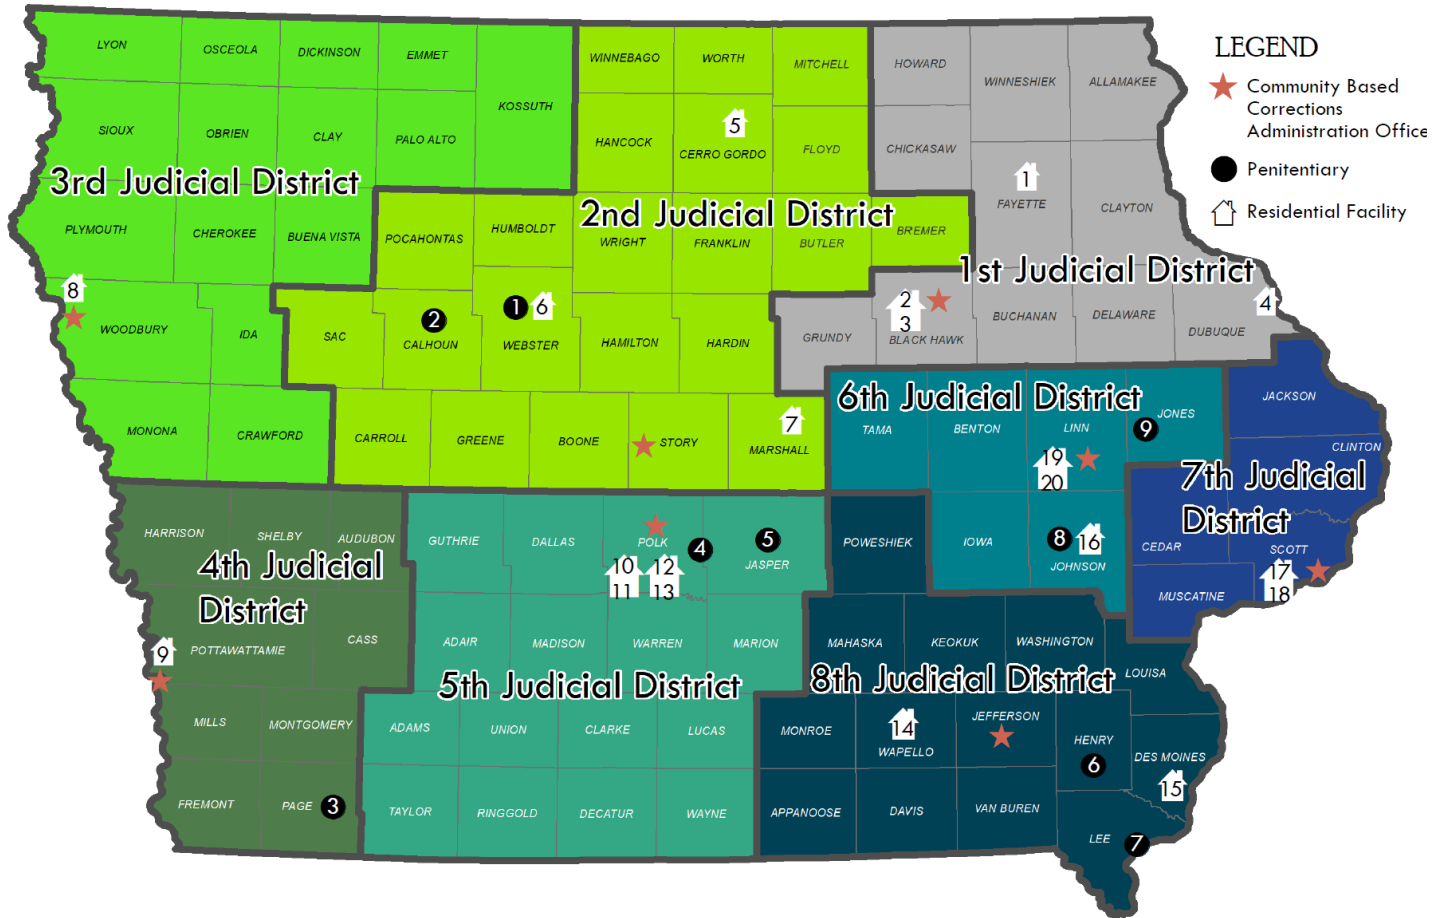 LEGEND
Community Based
Corrections
Administration Office
Penitentiary
Residential Facility
LYON
OSCEOLA
DICKINSON
EMMET
KOSSUTH
SIOUX
OBRIEN
CLAY
PALO ALTO
3rd Judicial District
PLYMOUTH
CHEROKEE
BUENA VISTA
8
WOODBURY
IDA
MONONA
CRAWFORD
WINNEBAGO
WORTH
MITCHELL
HANCOCK
5
CERRO GORDO
FLOYD
2nd Judicial District
POCAHONTAS
HUMBOLDT
WRIGHT
FRANKLIN
BUTLER
BREMER
SAC
2
CALHOUN
1
6
WEBSTER
HAMILTON
HARDIN
CARROLL
GREENE
BOONE
STORY
7
MARSHALL
HOWARD
WINNESHIEK
ALLAMAKEE
CHICKASAW
1
FAYETTE
CLAYTON
1st Judicial District
2
3
BLACK HAWK
GRUNDY
BUCHANAN
DELAWARE
4
DUBUQUE
6th Judicial District
TAMA
BENTON
LINN
JONES
9
19
20
IOWA
8
16
JOHNSON
JACKSON
CLINTON
7th Judicial
District
CEDAR
SCOTT
17
18
MUSCATINE
HARRISON
SHELBY
AUDUBON
4th Judicial
District
9
POTTAWATTAMIE
CASS
MILLS
MONTGOMERY
FREMONT
PAGE
3
GUTHRIE
DALLAS
POLK
4
5
JASPER
10
11
12
13
ADAIR
MADISON
WARREN
MARION
5th Judicial District
ADAMS
UNION
CLARKE
LUCAS
TAYLOR
RINGGOLD
DECATUR
WAYNE
POWESHIEK
MAHASKA
KEOKUK
WASHINGTON
LOUISA
8th Judicial District
MONROE
14
WAPELLO
JEFFERSON
HENRY
6
DES MOINES
15
APPANOOSE
DAVIS
VAN BUREN
LEE
7